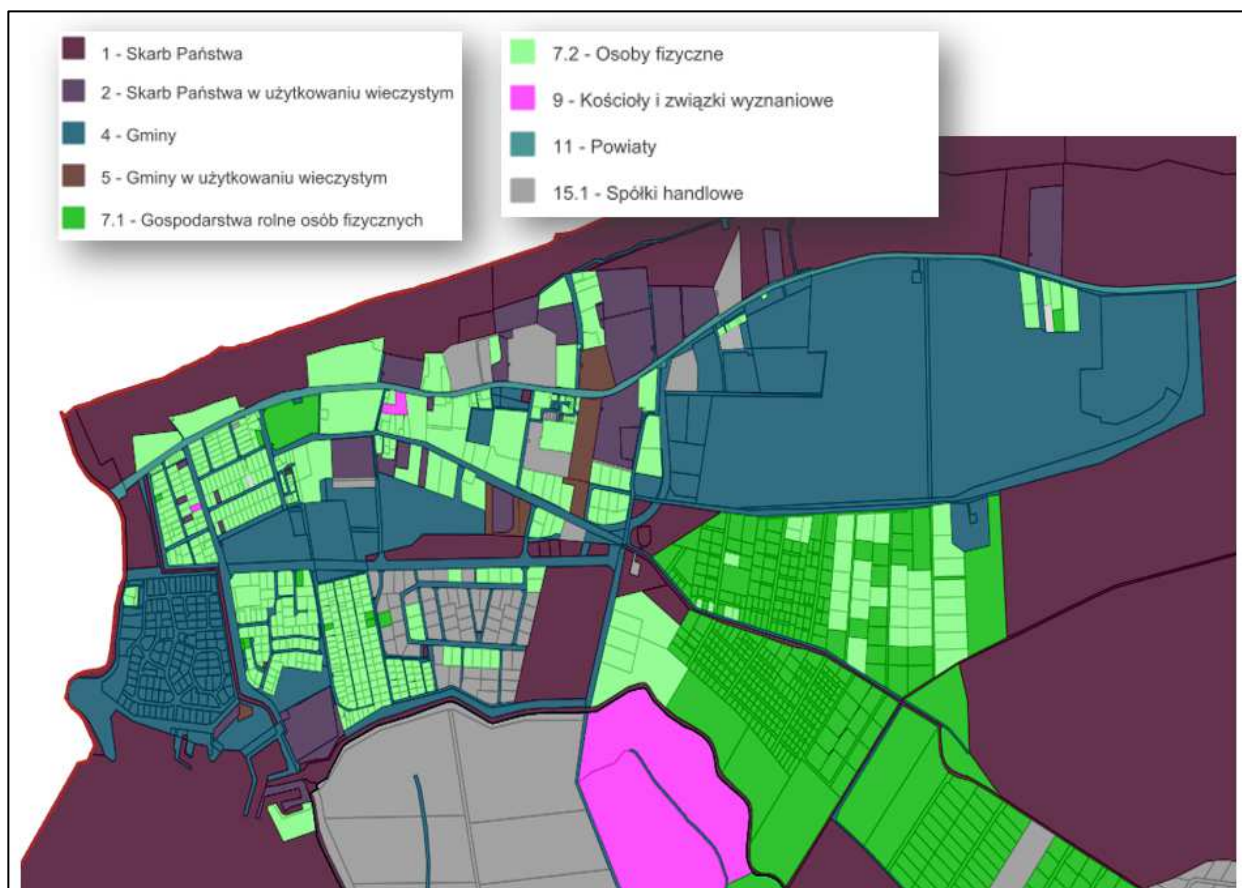 1 - Skarb Państwa
2 - Skarb Państwa w użytkowaniu wieczystym
4 - Gminy
5 - Gminy w użytkowaniu wieczystym
7.1 - Gospodarstwa rolne osób fizycznych
7.2 - Osoby fizyczne
9 - Kościoły i związki wyznaniowe
11 - Powiaty
15.1 - Spółki handlowe